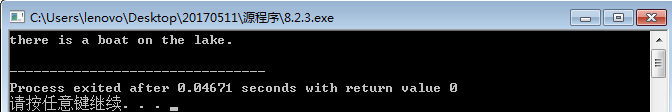 C:\Users\lenovo\Desktop\20170511\源程序\8.2.3.exe
there is a boat on the lake.
--------------------------------
Process exited after 0.04671 seconds with return value 0
请按任意键继续. . .